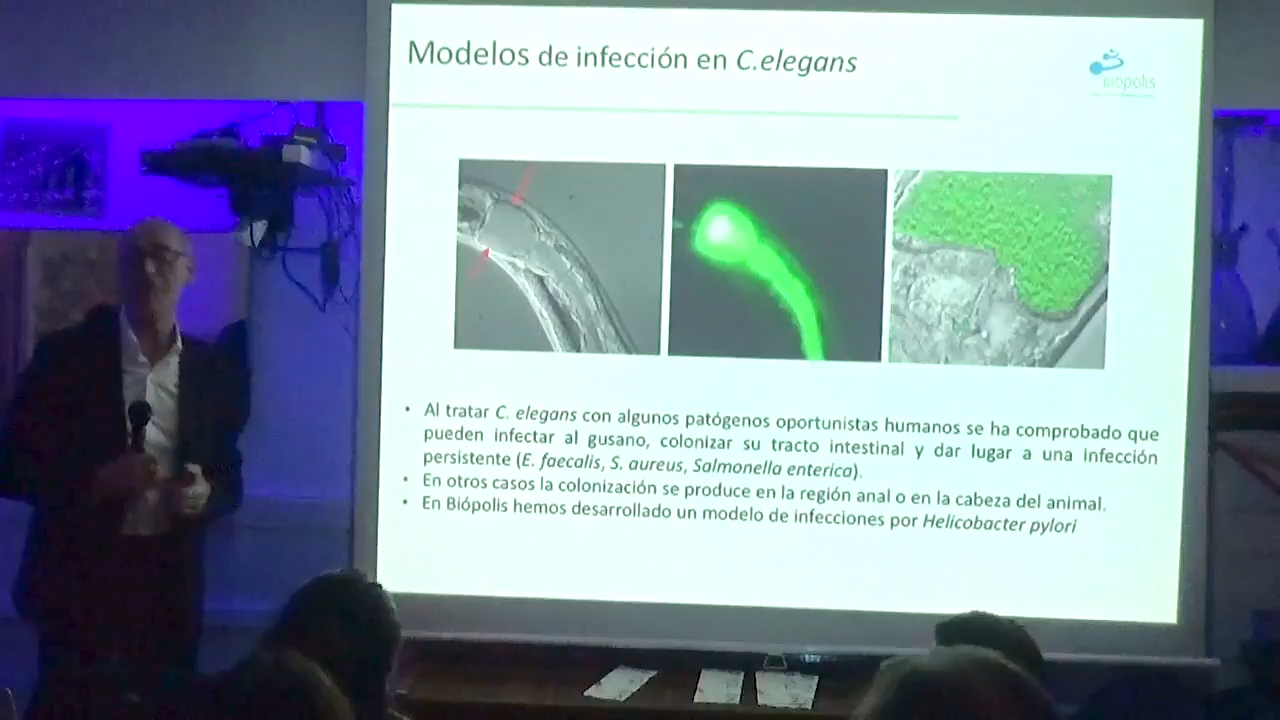 Modelos de infección en C.elegans
biopolis
• Al tratar C. elegans con algunos patógenos oportunistas humanos se ha comprobado que
pueden infectar al gusano, colonizar su tracto intestinal y dar lugar a una infección
persistente (E. faecalis, S. aureus, Salmonella enterica).
• En otros casos la colonización se produce en la región anal o en la cabeza del animal.
• En Biópolis hemos desarrollado un modelo de infecciones por Helicobacter pylori